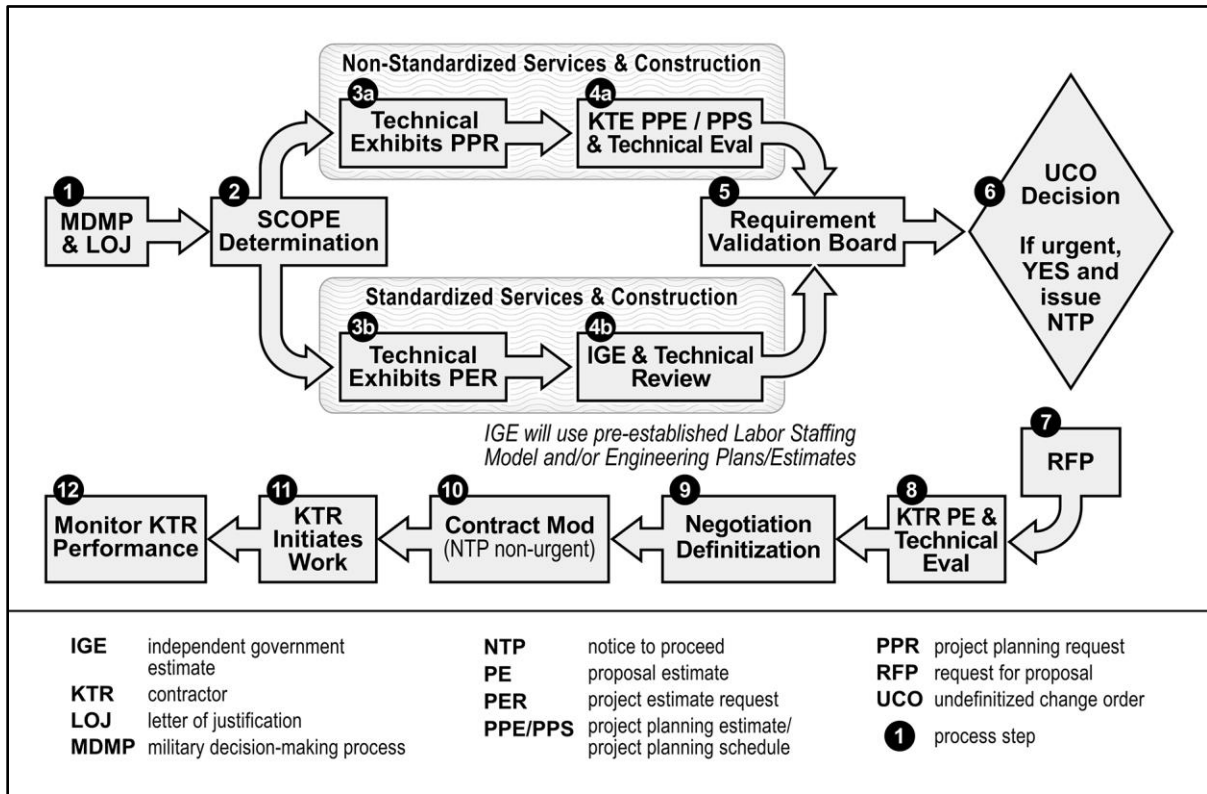 Non-Standardized Services & Construction
3a
Technical
Exhibits PPR
4a
KTE PPE / PPS
& Technical Eval
1
MDMP
& LOJ
2
SCOPE
Determination
5
Requirement
Validation Board
6
UCO
Decision
If urgent,
YES and
issue
NTP
Standardized Services & Construction
3b
Technical
Exhibits PER
4b
IGE & Technical
Review
IGE will use pre-established Labor Staffing
Model and/or Engineering Plans/Estimates
7
RFP
8
KTR PE &
Technical
Eval
9
Negotiation
Definitization
10
Contract Mod
(NTP non-urgent)
11
KTR
Initiates
Work
12
Monitor KTR
Performance
IGE independent government
estimate
KTR contractor
LOJ letter of justification
MDMP military decision-making process
NTP notice to proceed
PE proposal estimate
PER project estimate request
PPE/PPS project planning estimate/
project planning schedule
PPR project planning request
RFP request for proposal
UCO undefinitized change order
1 process step